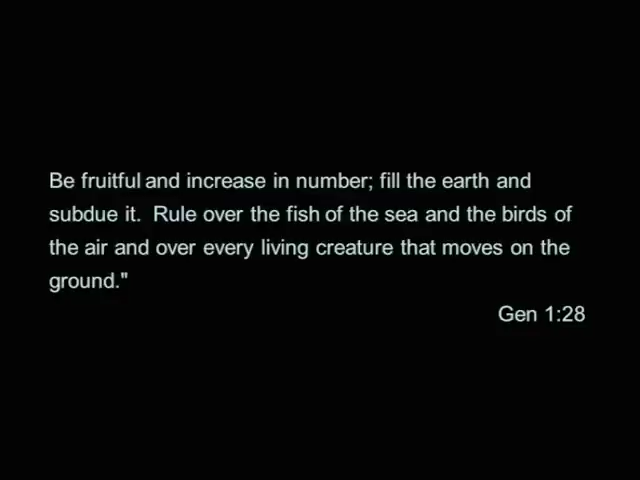 Be fruitful and increase in number; fill the earth and
subdue it.  Rule over the fish of the sea and the birds of
the air and over every living creature that moves on the
ground."
Gen 1:28